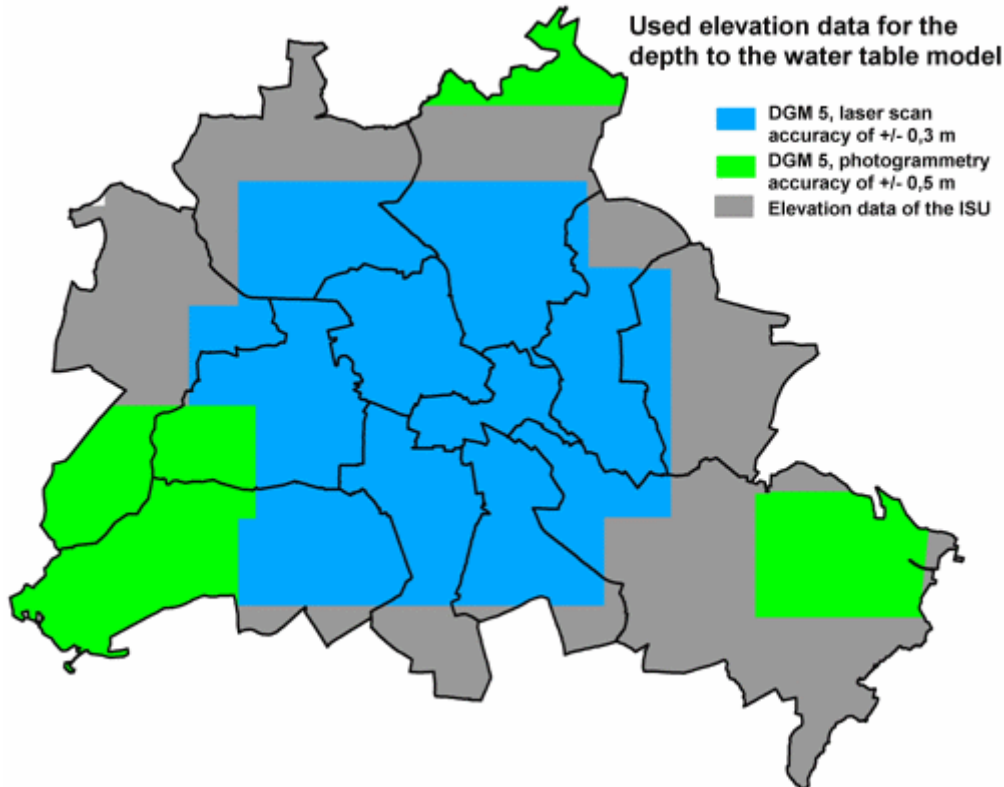 Used elevation data for the
depth to the water table model
DGM 5, laser scan
accuracy of +/- 0,3 m
DGM 5, photogrammetry
accuracy of +/- 0,5 m
Elevation data of the ISU